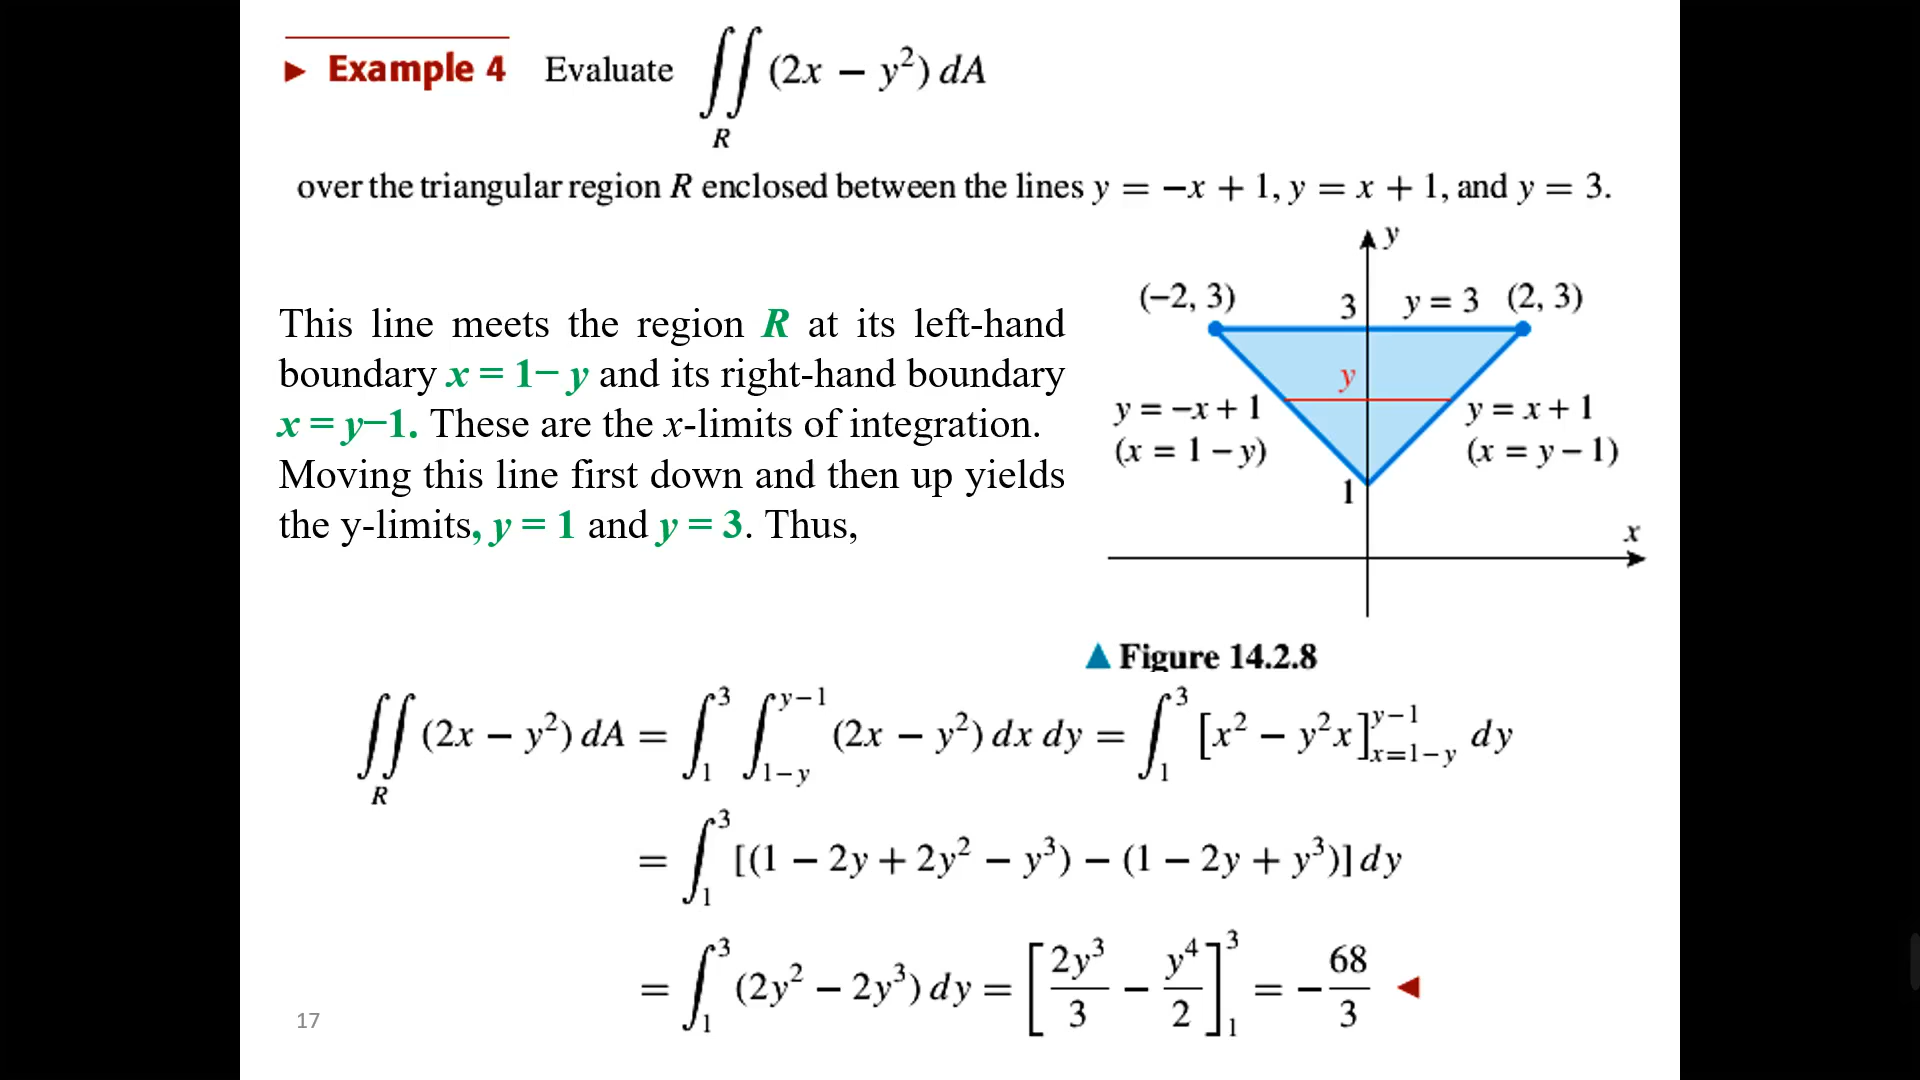 ► Example 4 Evaluate ∬_R (2x − y²) dA
over the triangular region R enclosed between the lines y = −x + 1, y = x + 1, and y = 3.
This line meets the region R at its left-hand
boundary x = 1− y and its right-hand boundary
x = y−1. These are the x-limits of integration.
Moving this line first down and then up yields
the y-limits, y = 1 and y = 3. Thus,
y
(−2, 3) 3 y = 3 (2, 3)
y
y = −x + 1 y = x + 1
(x = 1 − y) (x = y − 1)
1
x
▲ Figure 14.2.8
∬_R (2x − y²) dA = ∫_1^3 ∫_{1−y}^{y−1} (2x − y²) dx dy = ∫_1^3 [x² − y²x]_{x=1−y}^{y−1} dy
= ∫_1^3 [(1 − 2y + 2y² − y³) − (1 − 2y + y³)] dy
= ∫_1^3 (2y² − 2y³) dy = [2y³/3 − y⁴/2]_1^3 = −68/3 ◄
17